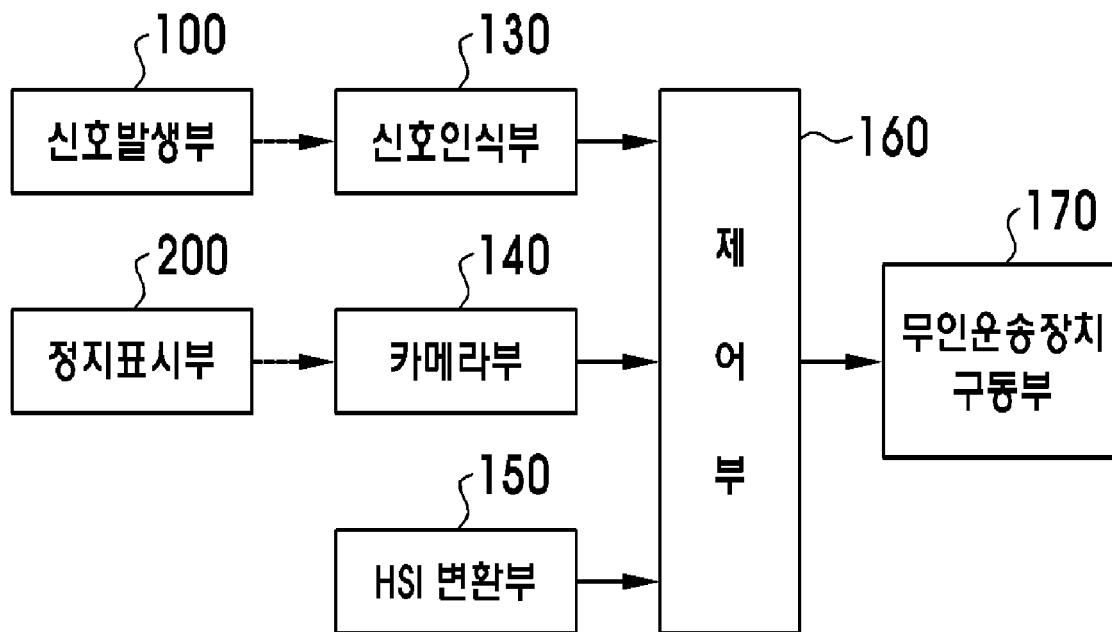 100
신호발생부
130
신호인식부
160
제
어
부
200
정지표시부
140
카메라부
170
무인운송장치
구동부
150
HSI 변환부